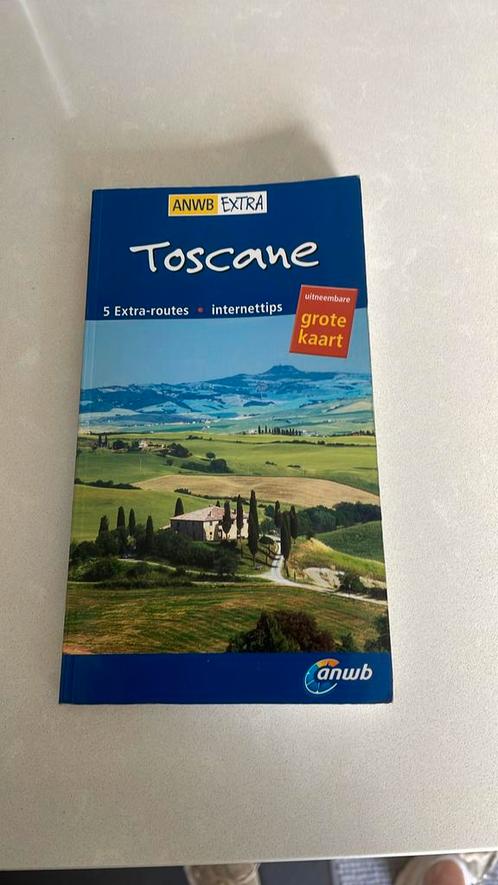 ANWB EXTRA
Toscane
5 Extra-routes • internettips
uitneembare
grote
kaart
anwb